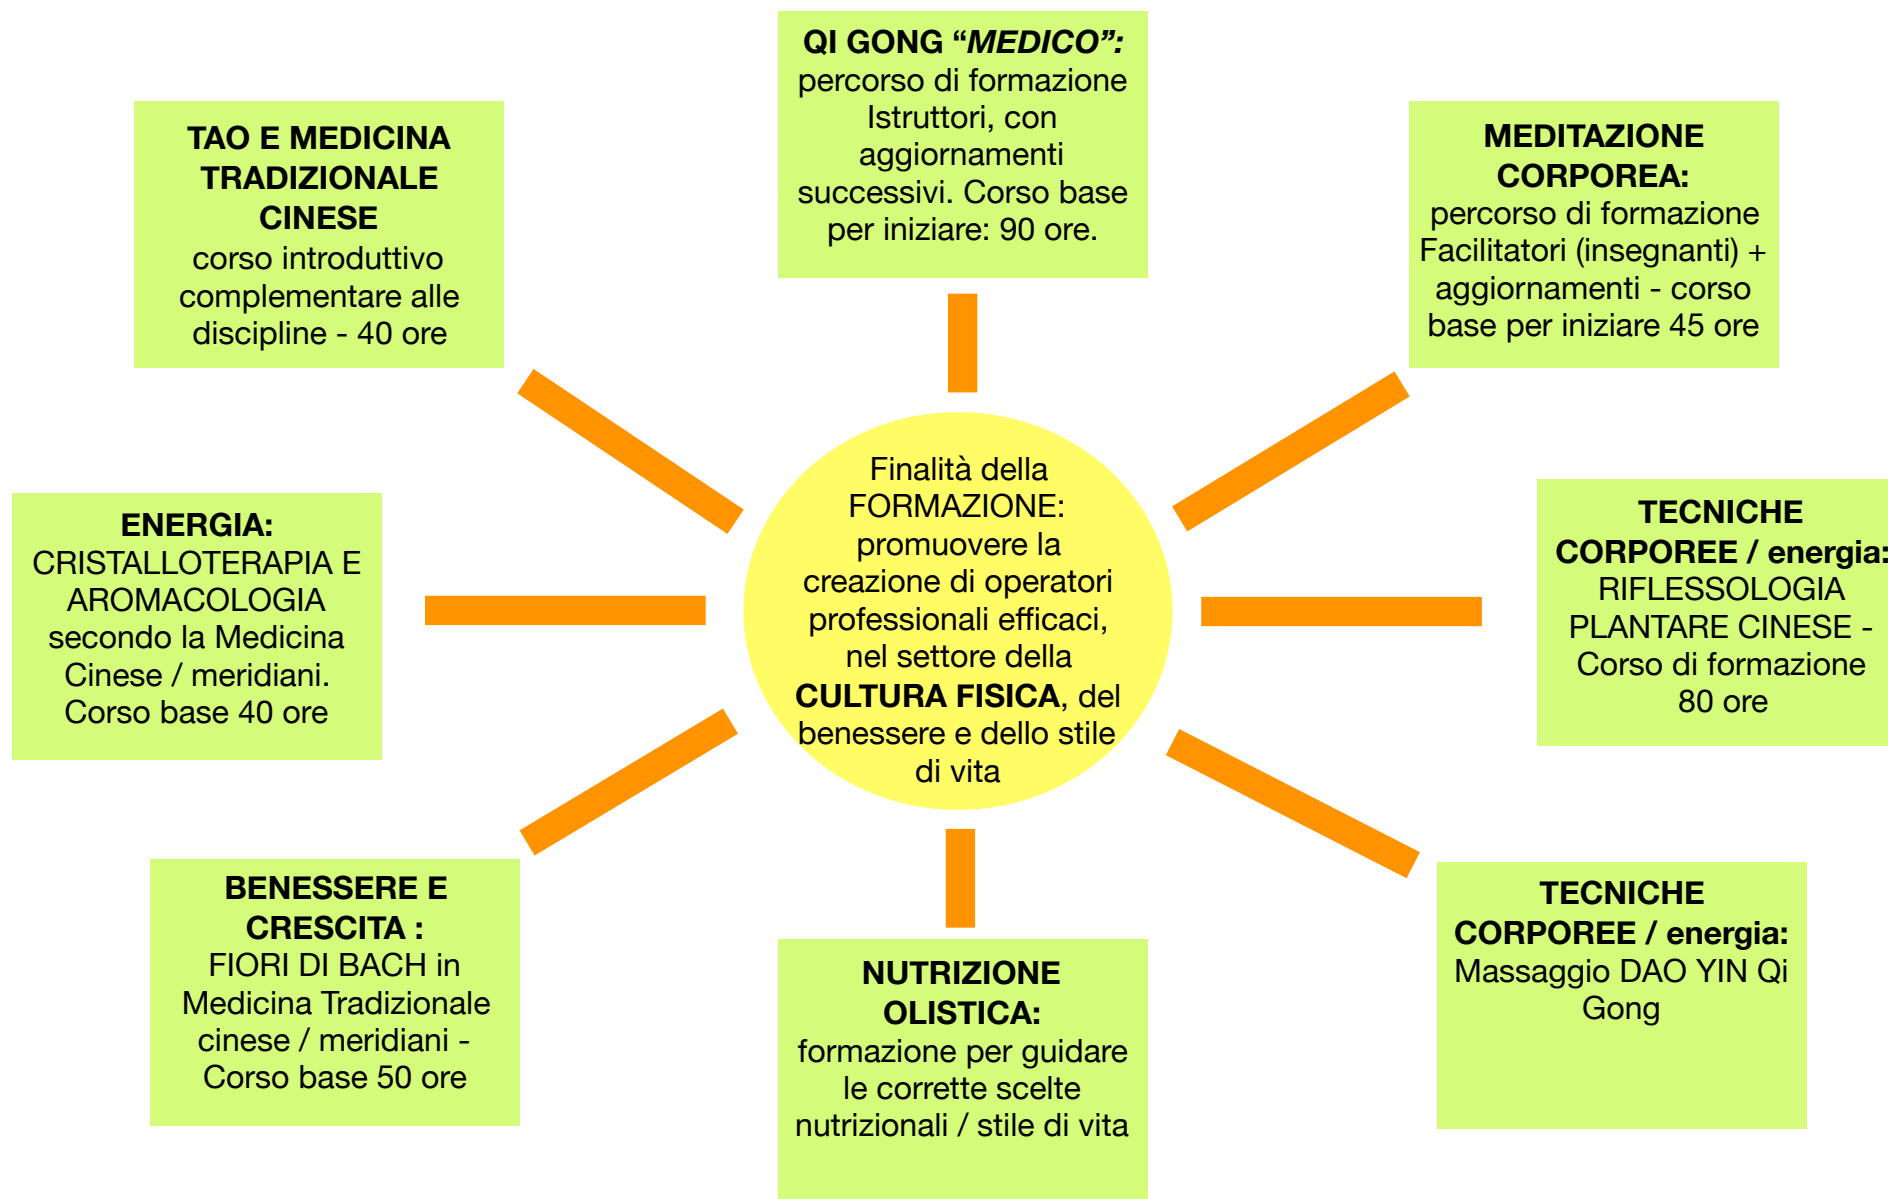 QI GONG “MEDICO”:
percorso di formazione
Istruttori, con
aggiornamenti
successivi. Corso base
per iniziare: 90 ore.
TAO E MEDICINA
TRADIZIONALE
CINESE
corso introduttivo
complementare alle
discipline - 40 ore
MEDITAZIONE
CORPOREA:
percorso di formazione
Facilitatori (insegnanti) +
aggiornamenti - corso
base per iniziare 45 ore
Finalità della
FORMAZIONE:
promuovere la
creazione di operatori
professionali efficaci,
nel settore della
CULTURA FISICA, del
benessere e dello stile
di vita
ENERGIA:
CRISTALLOTERAPIA E
AROMACOLOGIA
secondo la Medicina
Cinese / meridiani.
Corso base 40 ore
TECNICHE
CORPOREE / energia:
RIFLESSOLOGIA
PLANTARE CINESE -
Corso di formazione
80 ore
BENESSERE E
CRESCITA :
FIORI DI BACH in
Medicina Tradizionale
cinese / meridiani -
Corso base 50 ore
NUTRIZIONE
OLISTICA:
formazione per guidare
le corrette scelte
nutrizionali / stile di vita
TECNICHE
CORPOREE / energia:
Massaggio DAO YIN Qi
Gong